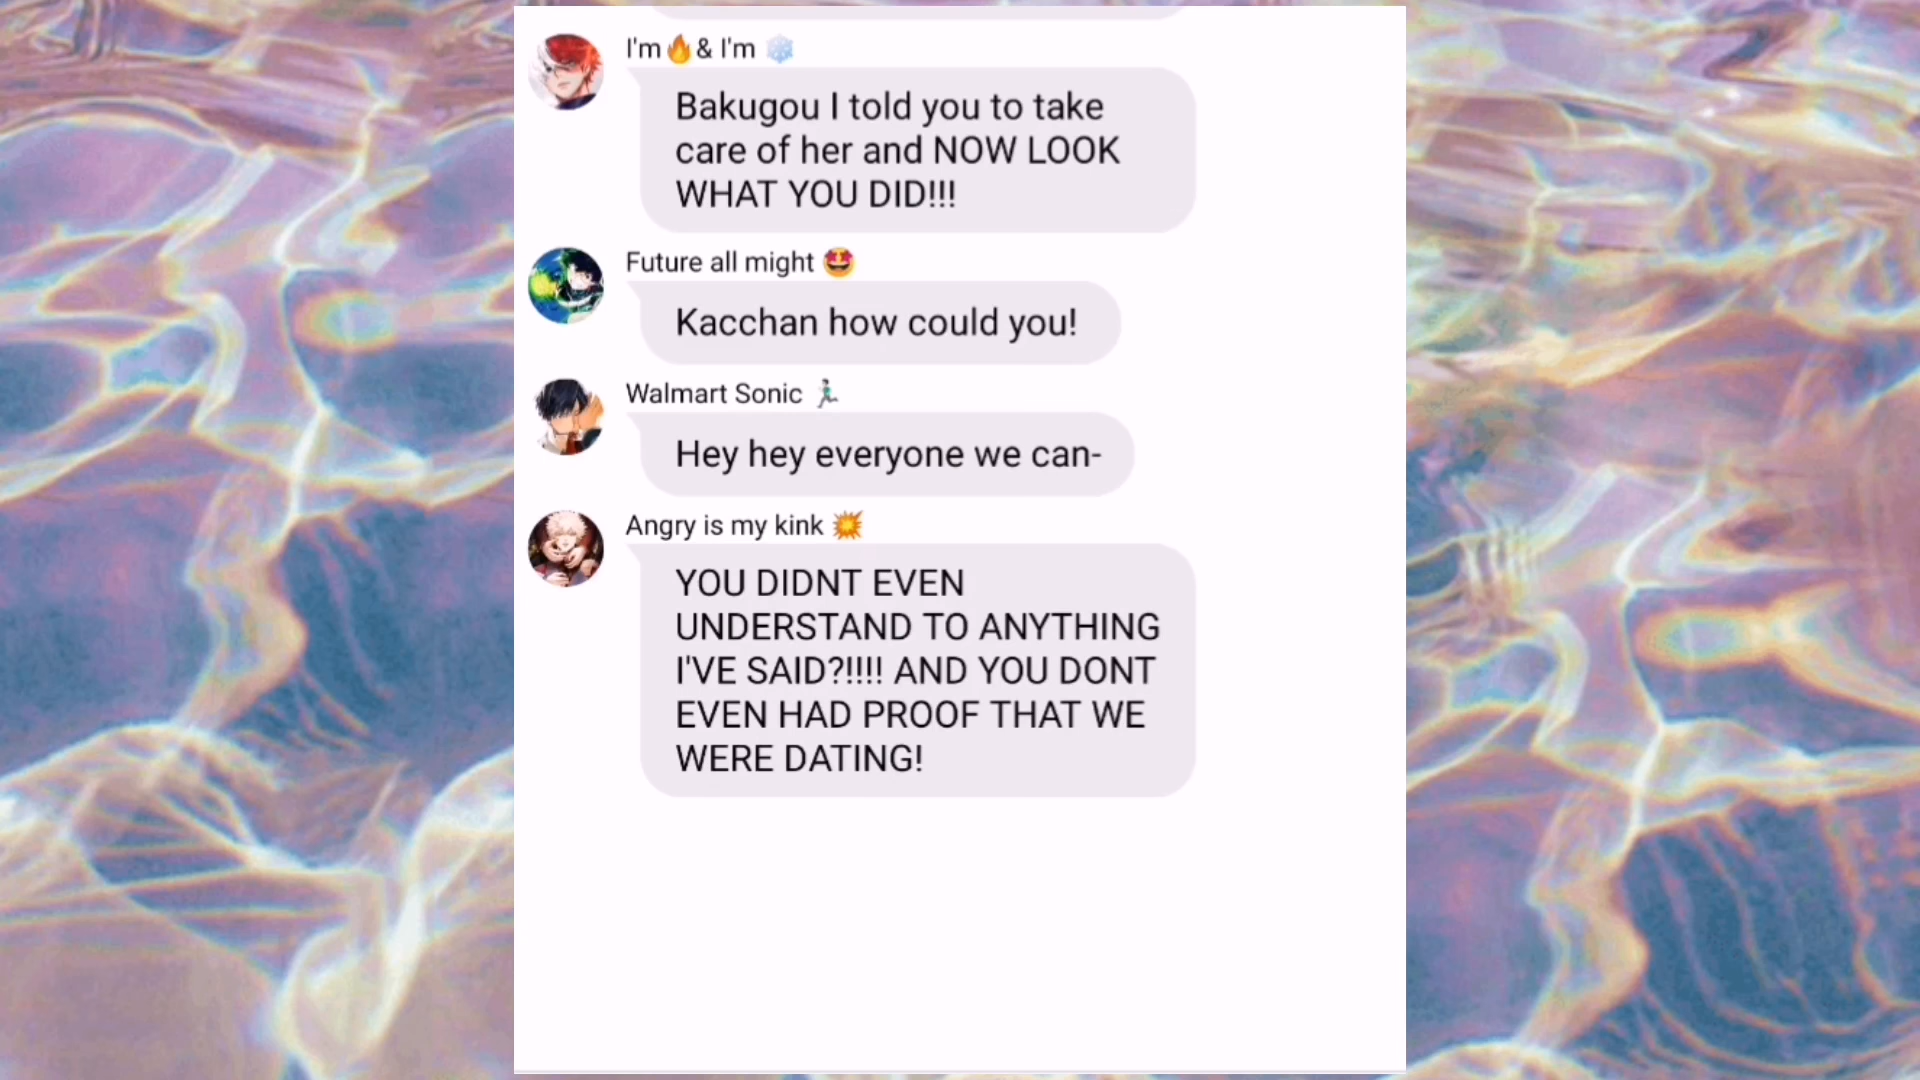 I'm🔥& I'm ❄️
Bakugou I told you to take
care of her and NOW LOOK
WHAT YOU DID!!!
Future all might 🤩
Kacchan how could you!
Walmart Sonic 🏃🏻‍♂️
Hey hey everyone we can-
Angry is my kink 💥
YOU DIDNT EVEN
UNDERSTAND TO ANYTHING
I'VE SAID?!!!! AND YOU DONT
EVEN HAD PROOF THAT WE
WERE DATING!